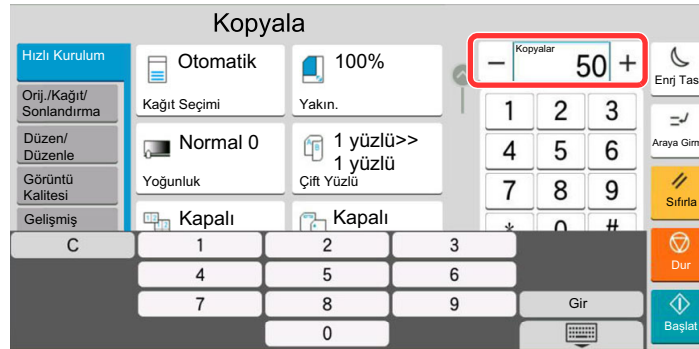 Kopyala
Hızlı Kurulum
Orij./Kağıt/
Sonlandırma
Düzen/
Düzenle
Görüntü
Kalitesi
Gelişmiş
Otomatik
Kağıt Seçimi
100%
Yakın.
Normal 0
Yoğunluk
1 yüzlü>>
1 yüzlü
Çift Yüzlü
Kapalı
Kapalı
Kopyalar
− 50 +
1 2 3
4 5 6
7 8 9
* 0 #
Enrj Tas
Araya Girm
Sıfırla
Dur
Başlat
C 1 2 3
4 5 6
7 8 9
Gir
0